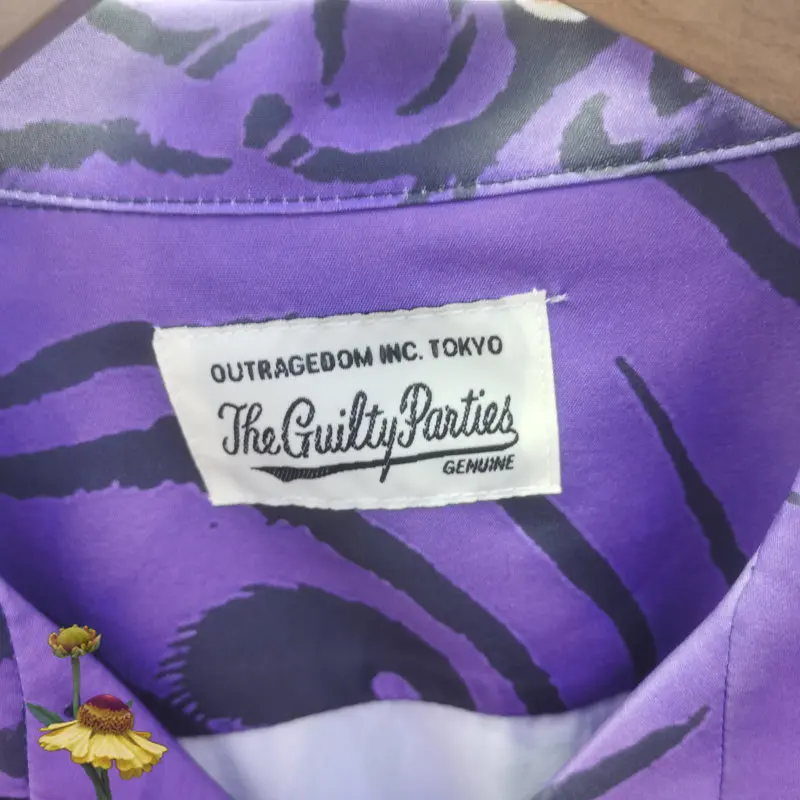 OUTRAGEDOM INC. TOKYO
The Guilty Parties
GENUINE